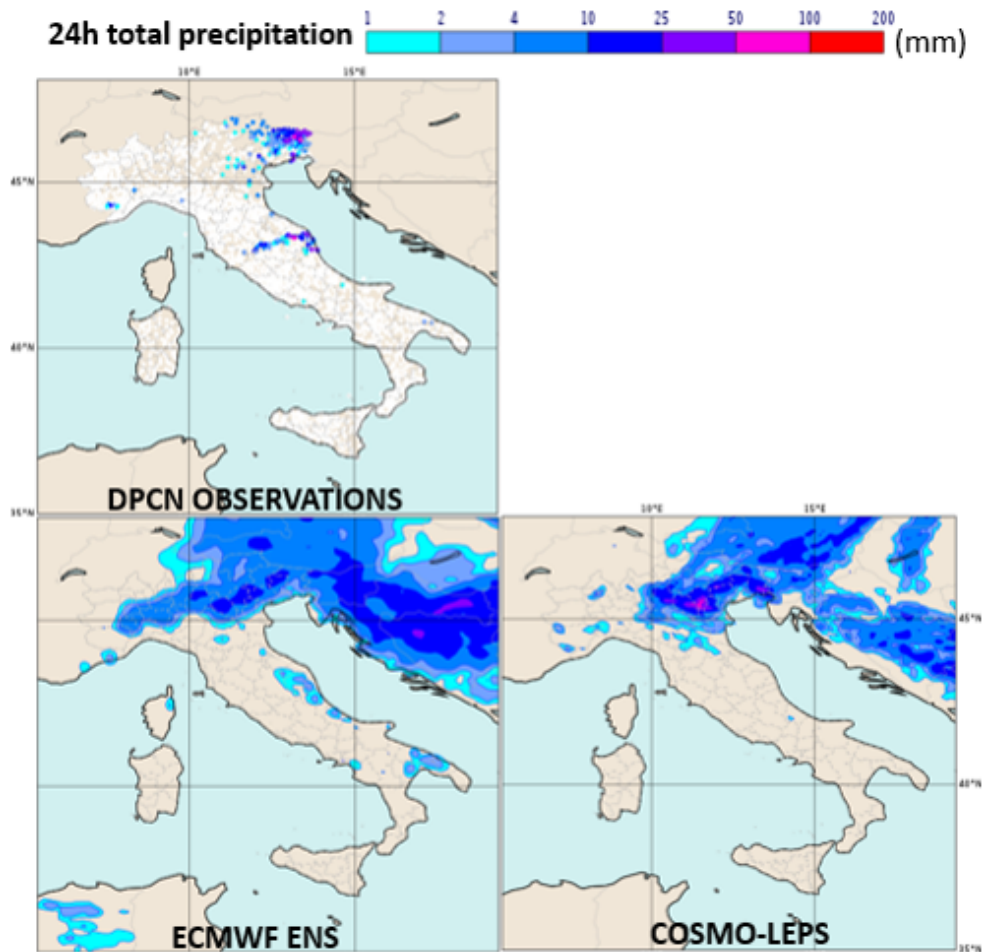 1 2 4 10 25 50 100 200
24h total precipitation (mm)
10°E 15°E
45°N
40°N
35°N
DPCN OBSERVATIONS
10°E 15°E
45°N
40°N
35°N
ECMWF ENS
COSMO-LEPS